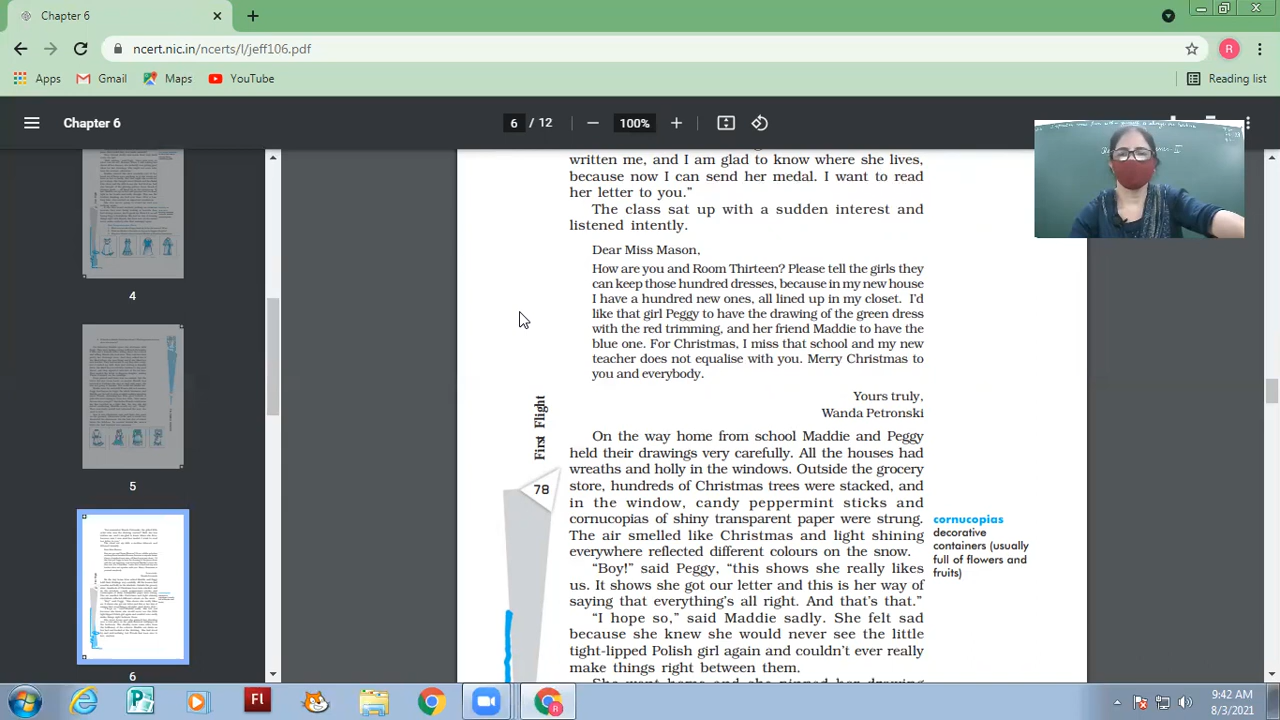 Chapter 6
ncert.nic.in/ncerts/l/jeff106.pdf
R
Apps
Gmail
Maps
YouTube
Reading list
Chapter 6
6 / 12
100%
4
5
6
written me, and I am glad to know where she lives,
because now I can send her medal. I want to read
her letter to you.”
The class sat up with a sudden interest and
listened intently.
Dear Miss Mason,
How are you and Room Thirteen? Please tell the girls they
can keep those hundred dresses, because in my new house
I have a hundred new ones, all lined up in my closet. I’d
like that girl Peggy to have the drawing of the green dress
with the red trimming, and her friend Maddie to have the
blue one. For Christmas, I miss that school and my new
teacher does not equalise with you. Merry Christmas to
you and everybody.
Yours truly,
Wanda Petronski
First Flight
78
On the way home from school Maddie and Peggy
held their drawings very carefully. All the houses had
wreaths and holly in the windows. Outside the grocery
store, hundreds of Christmas trees were stacked, and
in the window, candy peppermint sticks and
cornucopias of shiny transparent paper were strung.
The air smelled like Christmas and light shining
everywhere reflected different colours on the snow.
“Boy!” said Peggy, “this shows she really likes
us. It shows she got our letter and this is her way of
saying that everything’s all right. And that’s that.”
“I hope so,” said Maddie sadly. She felt sad
because she knew she would never see the little
tight-lipped Polish girl again and couldn’t ever really
make things right between them.
She went home and she pinned her drawing
cornucopias
decorative
containers (usually
full of flowers and
fruits)
9:42 AM
8/3/2021